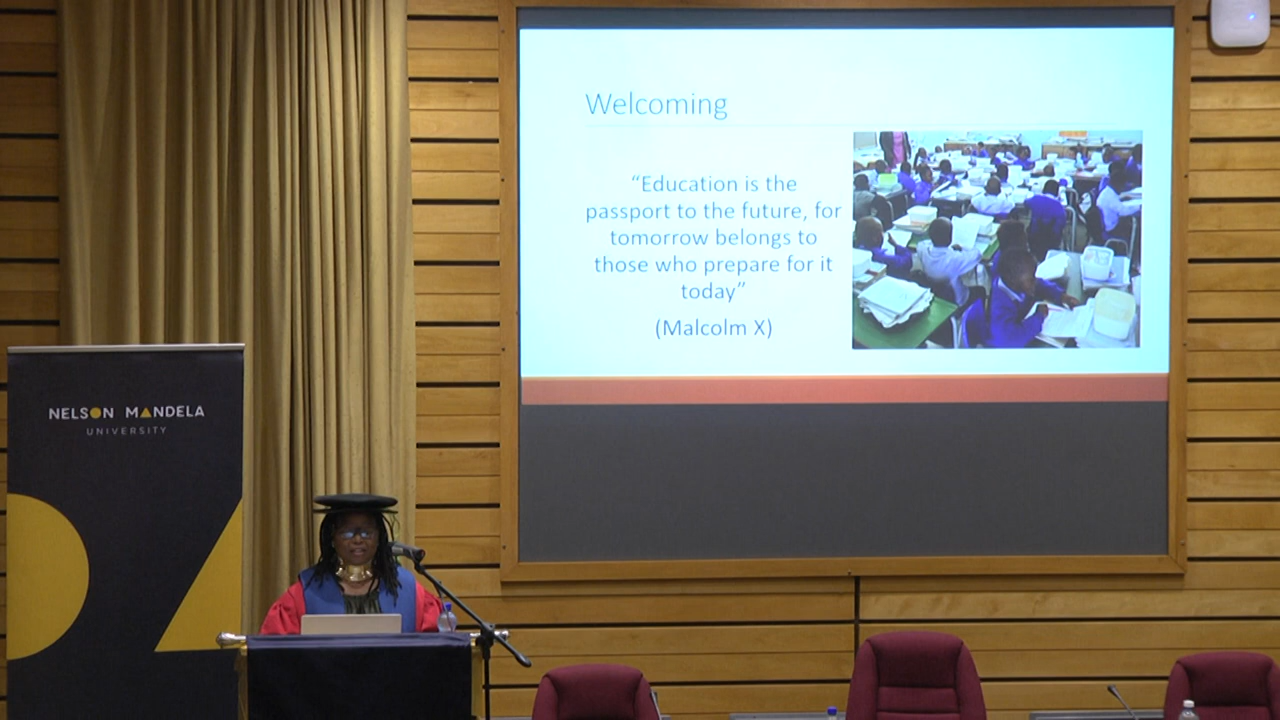 Welcoming
“Education is the
passport to the future, for
tomorrow belongs to
those who prepare for it
today”
(Malcolm X)
NELSON MANDELA
UNIVERSITY